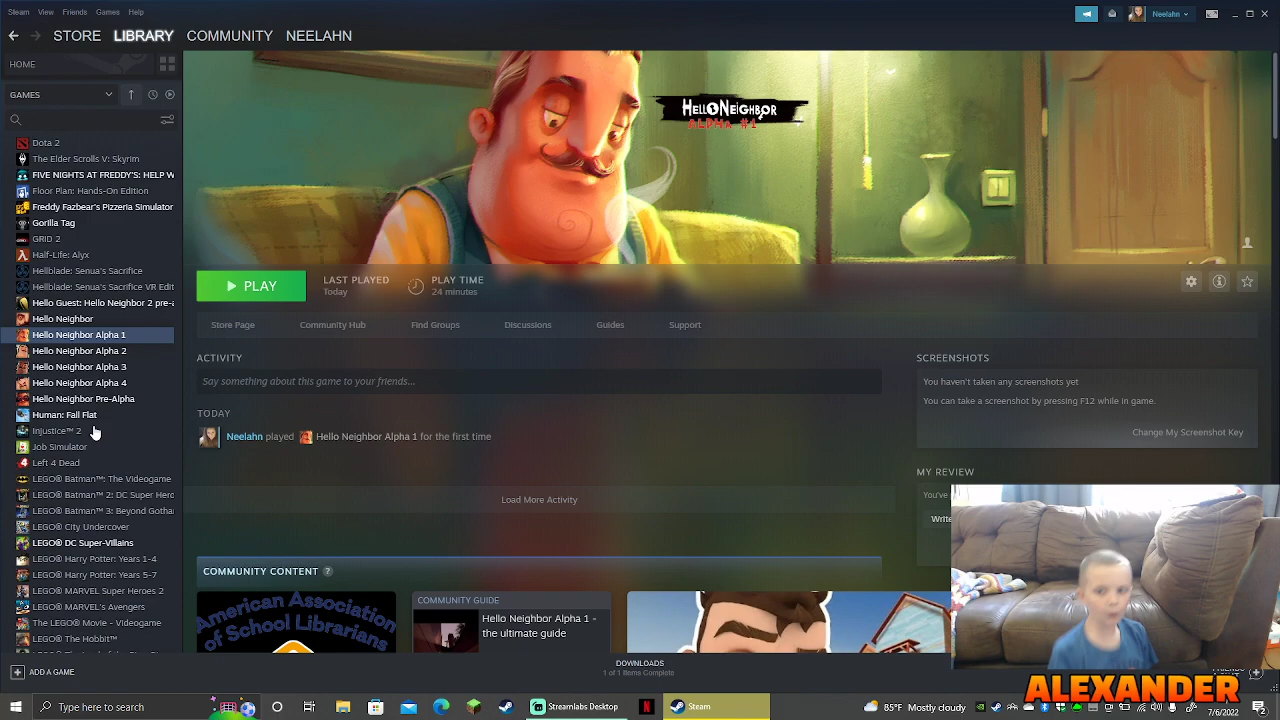 Steam View Friends Games Help
Neelahn
STORE LIBRARY COMMUNITY NEELAHN
HOME
GAMES
Dota 2
The Elder Scrolls V: Skyrim
FIVE NIGHTS AT FREDDY'S: HELP W
Floor Plan: Hands-On Edition
Freddy Fazbear's Pizzeria Simulator
Gorilla Tag
GRID 2
Half-Life: Alyx
Hellblade: Senua's Sacrifice
Hellblade: Senua's Sacrifice VR Edit
Hello Guest: Hello Neighbor 2 pre-
Hello Neighbor
Hello Neighbor Alpha 1
Hello Neighbor Alpha 2
Hello Neighbor Alpha 3
Hello Neighbor Alpha 4
Hello Neighbor Pre-Alpha
Human: Fall Flat
Injustice™ 2
Job Simulator
Left 4 Dead
LEGO® Batman™: The Videogame
LEGO® Batman™ 2: DC Super Hero
LEGO® Batman™ 3: Beyond Gotha
LEGO® City Undercover
LEGO® DC Super-Villains
LEGO® Harry Potter: Years 1-4
LEGO® Harry Potter: Years 5-7
LEGO® MARVEL Super Heroes 2
LEGO® MARVEL's Avengers
The LEGO® Movie - Videogame
LEGO® The Hobbit™
ADD A GAME
HELLO NEIGHBOR
ALPHA #1
PLAY
LAST PLAYED
Today
PLAY TIME
24 minutes
Store Page Community Hub Find Groups Discussions Guides Support
ACTIVITY
Say something about this game to your friends...
TODAY
Neelahn played Hello Neighbor Alpha 1 for the first time
Load More Activity
COMMUNITY CONTENT ?
American Association
of School Librarians
COMMUNITY GUIDE
Hello Neighbor Alpha 1 -
the ultimate guide
SCREENSHOTS
You haven't taken any screenshots yet
You can take a screenshot by pressing F12 while in game.
Change My Screenshot Key
MY REVIEW
You've
Write
DOWNLOADS
1 of 1 Items Complete
ALEXANDER
Type here to search
Streamlabs Desktop
N
Steam
85°F Mostly cloudy
7/6/2022